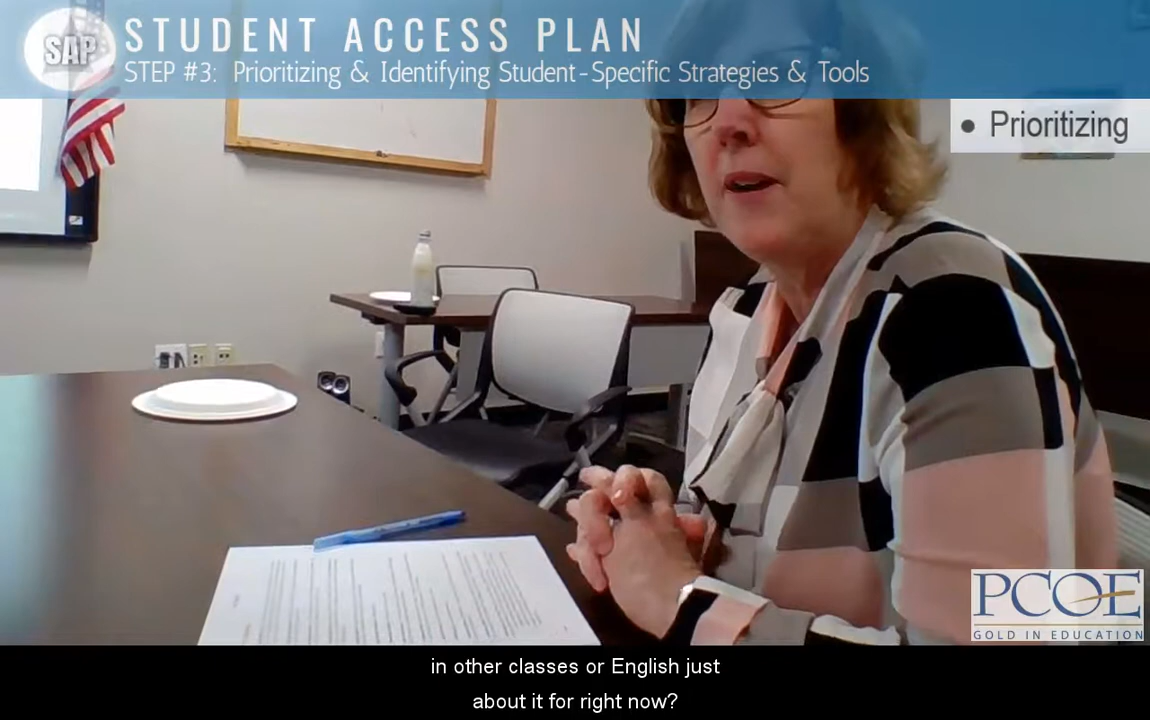 SAP
STUDENT ACCESS PLAN
STEP #3: Prioritizing & Identifying Student-Specific Strategies & Tools
• Prioritizing
PCOE
GOLD IN EDUCATION
in other classes or English just
about it for right now?